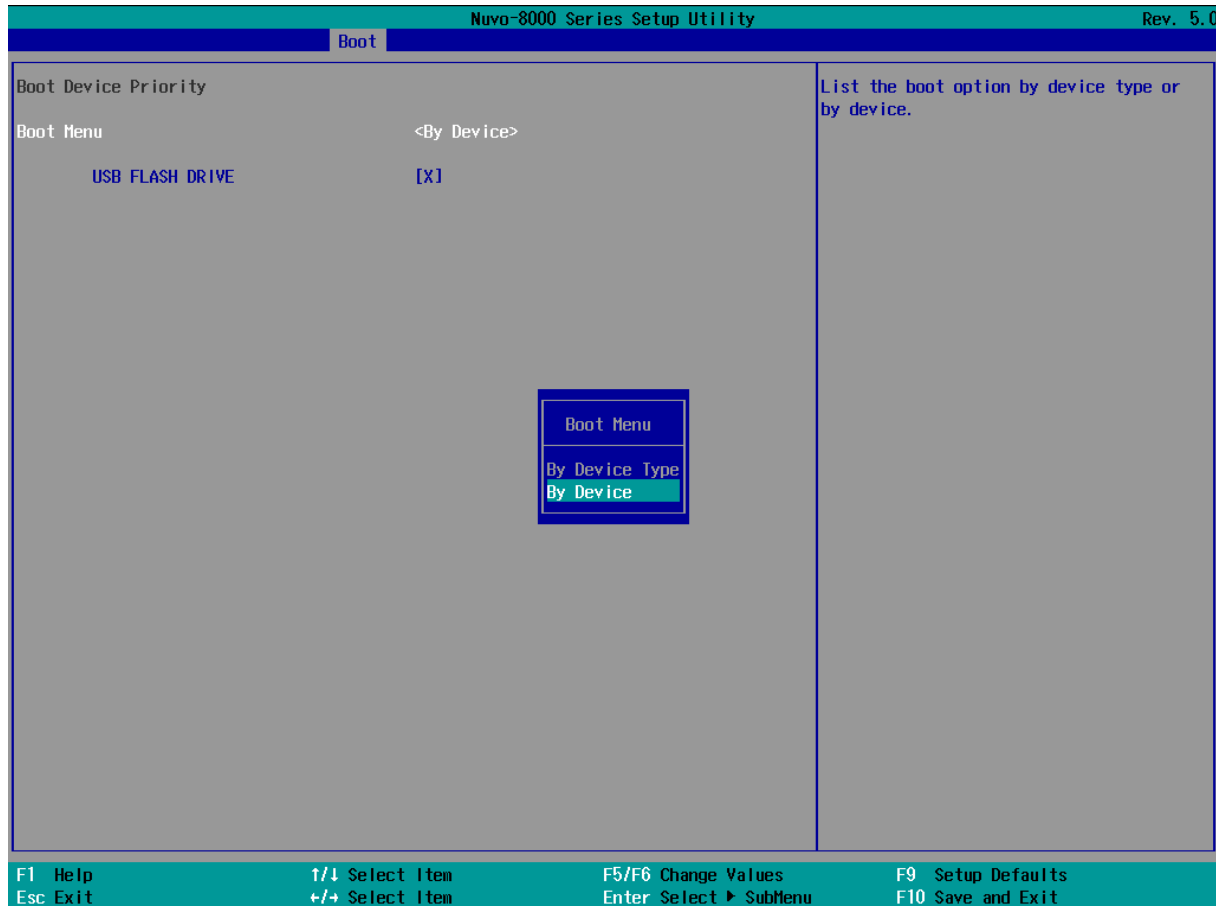 Nuvo-8000 Series Setup Utility Rev. 5.0
Boot
Boot Device Priority
Boot Menu <By Device>
USB FLASH DRIVE [X]
List the boot option by device type or
by device.
Boot Menu
By Device Type
By Device
F1 Help ↑/↓ Select Item F5/F6 Change Values F9 Setup Defaults
Esc Exit ←/→ Select Item Enter Select ▶ SubMenu F10 Save and Exit